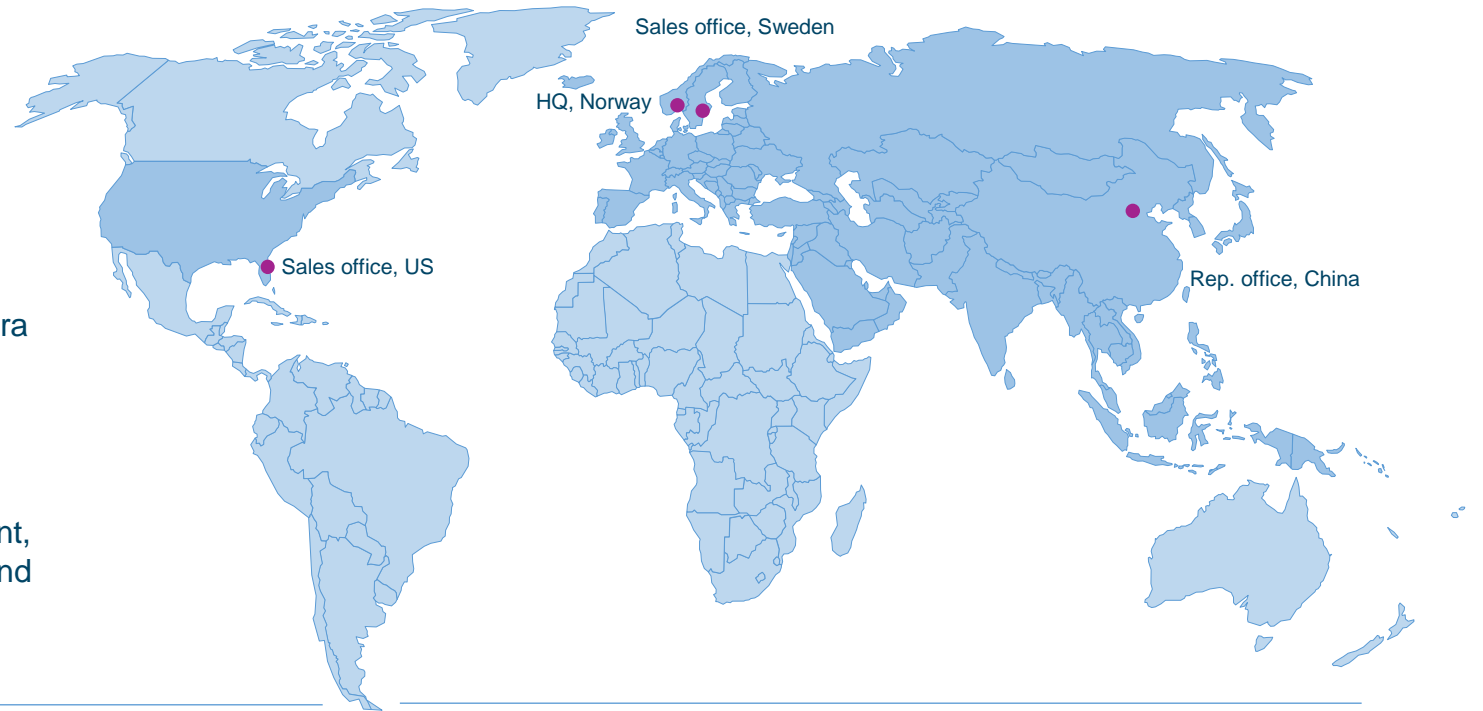 Sales office, Sweden
HQ, Norway
Sales office, US
Rep. office, China
ra
nt,
nd